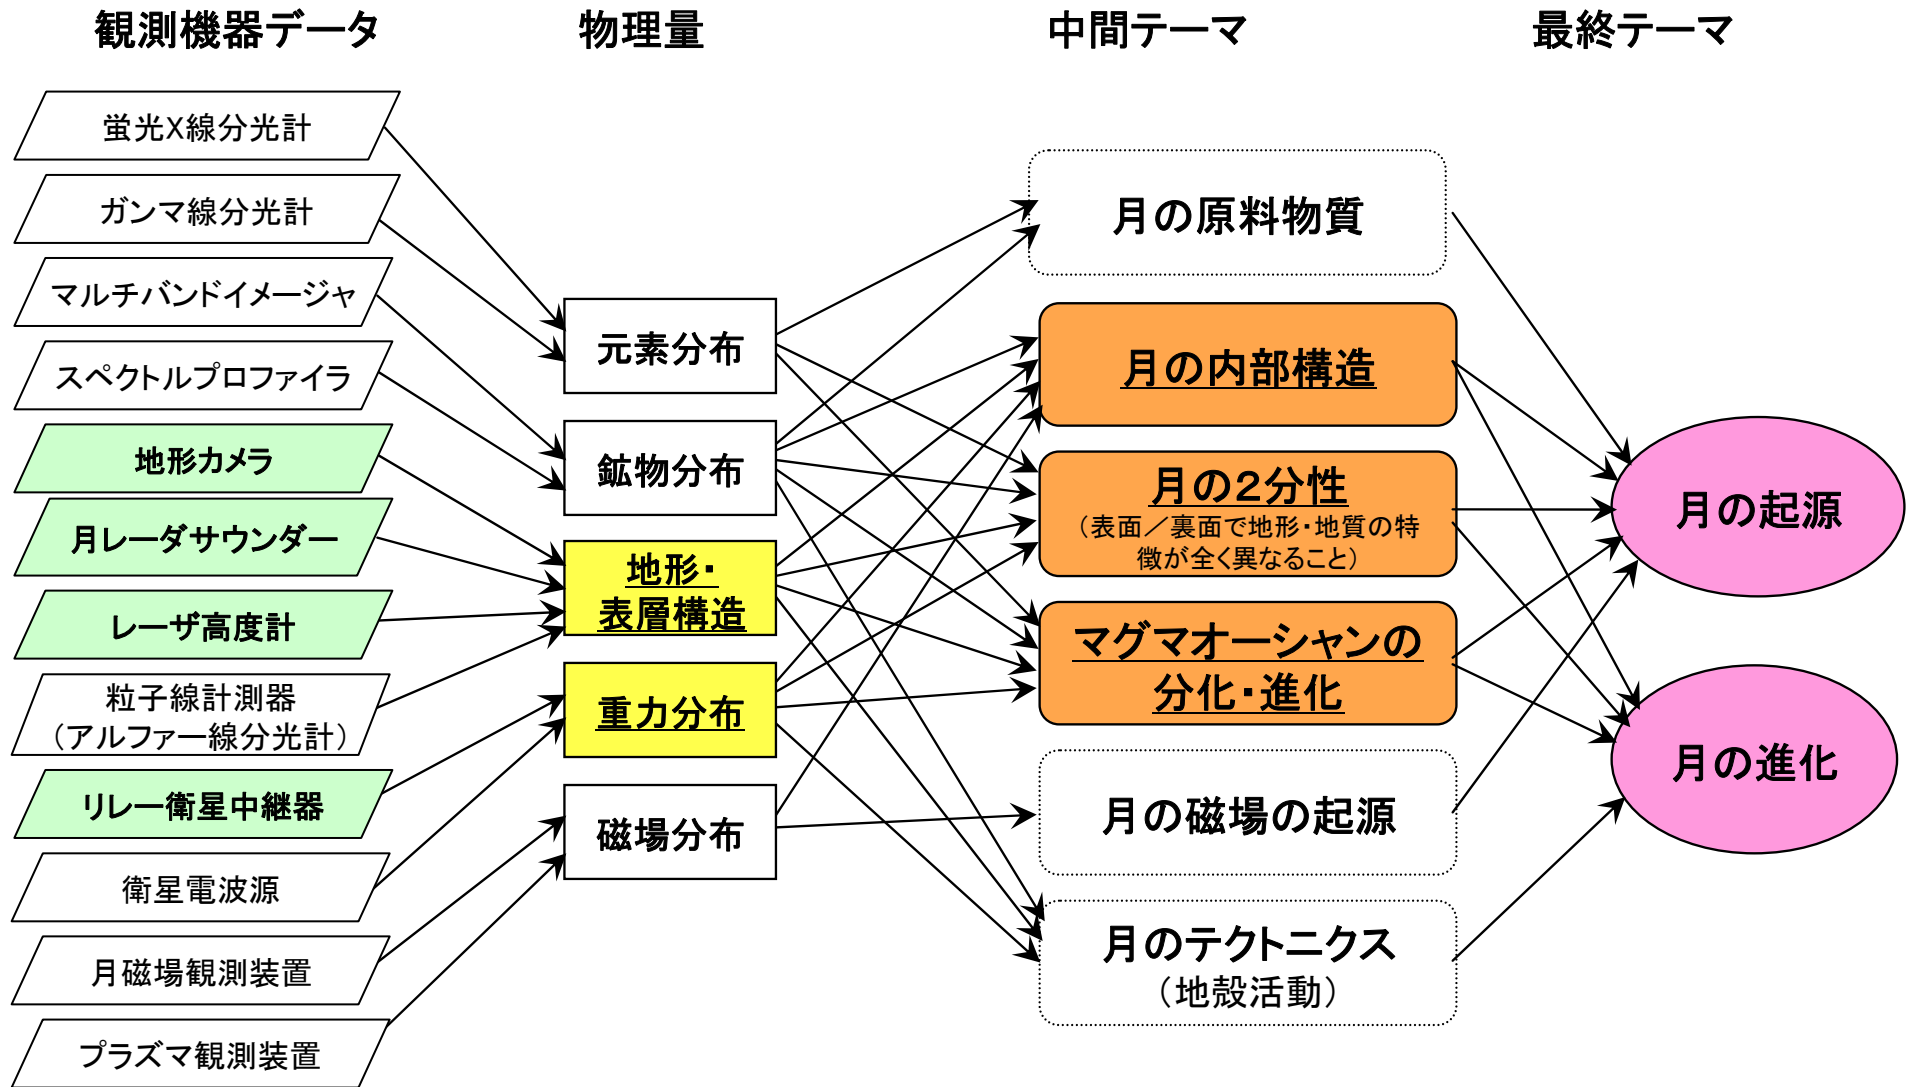 観測機器データ
物理量
中間テーマ
最終テーマ
蛍光X線分光計
ガンマ線分光計
マルチバンドイメージャ
スペクトルプロファイラ
地形カメラ
月レーダサウンダー
レーザ高度計
粒子線計測器
（アルファー線分光計）
リレー衛星中継器
衛星電波源
月磁場観測装置
プラズマ観測装置
元素分布
鉱物分布
地形・
表層構造
重力分布
磁場分布
月の原料物質
月の内部構造
月の２分性
（表面／裏面で地形・地質の特
徴が全く異なること）
マグマオーシャンの
分化・進化
月の磁場の起源
月のテクトニクス
（地殻活動）
月の起源
月の進化